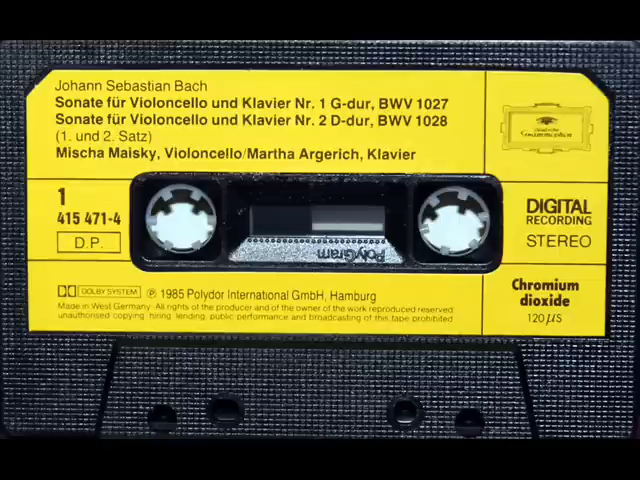 Johann Sebastian Bach
Sonate für Violoncello und Klavier Nr. 1 G-dur, BWV 1027
Sonate für Violoncello und Klavier Nr. 2 D-dur, BWV 1028
(1. und 2. Satz)
Mischa Maisky, Violoncello/Martha Argerich, Klavier
Deutsche
Grammophon
1
415 471-4
D.P.
DIGITAL
RECORDING
STEREO
PolyGram
DOLBY SYSTEM ℗ 1985 Polydor International GmbH, Hamburg
Made in West Germany. All rights of the producer and of the owner of the work reproduced reserved
unauthorised copying, hiring, lending, public performance and broadcasting of this tape prohibited
Chromium
dioxide
120 µS